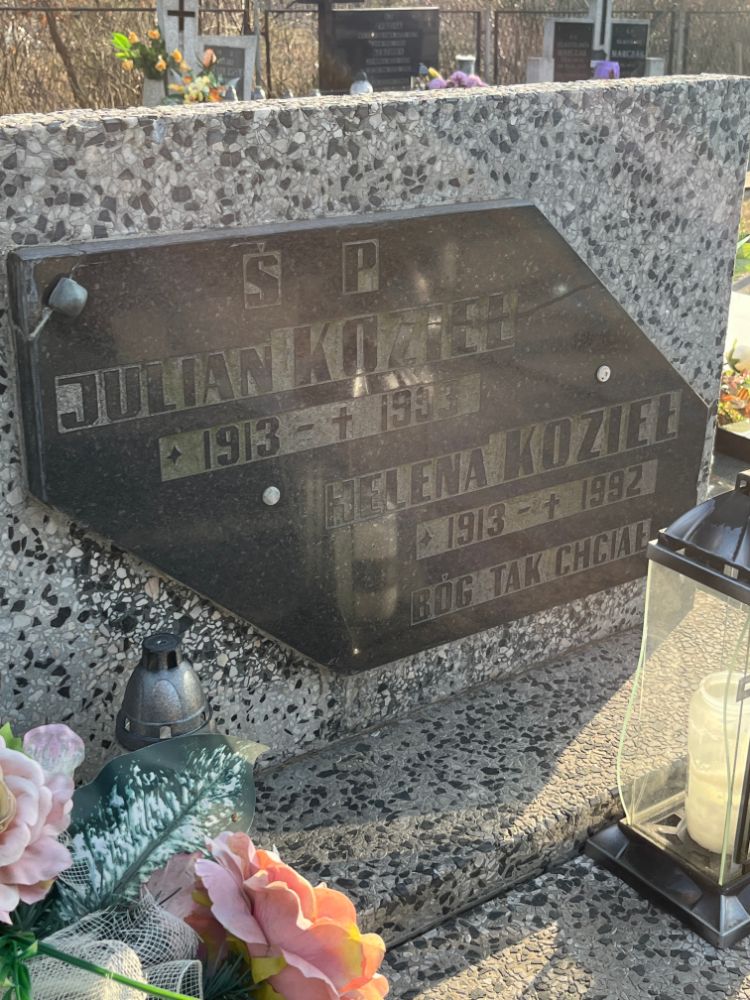 Ś P
JULIAN KOZIEŁ
✦ 1913 - ✝ 1993
HELENA KOZIEŁ
✦ 1913 - ✝ 1992
BÓG TAK CHCIAŁ